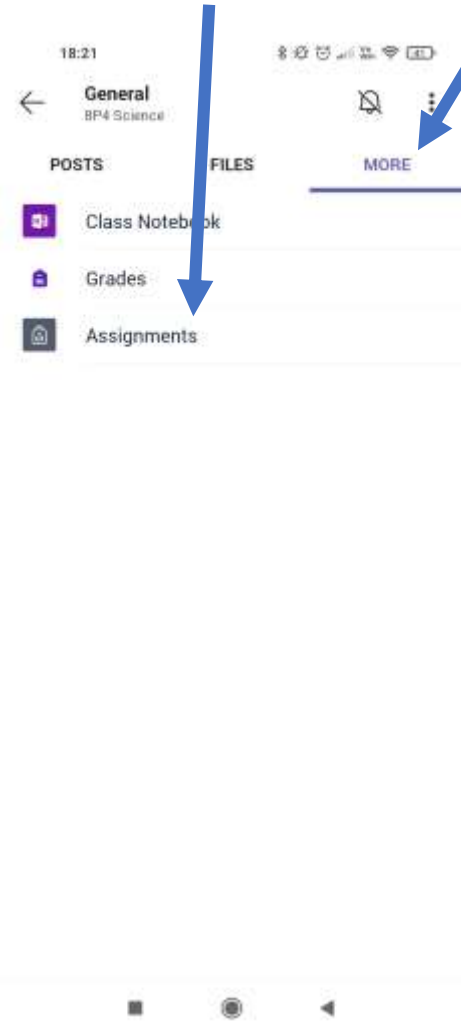 18:21
General
BP4 Science
POSTS FILES MORE
Class Notebook
Grades
Assignments